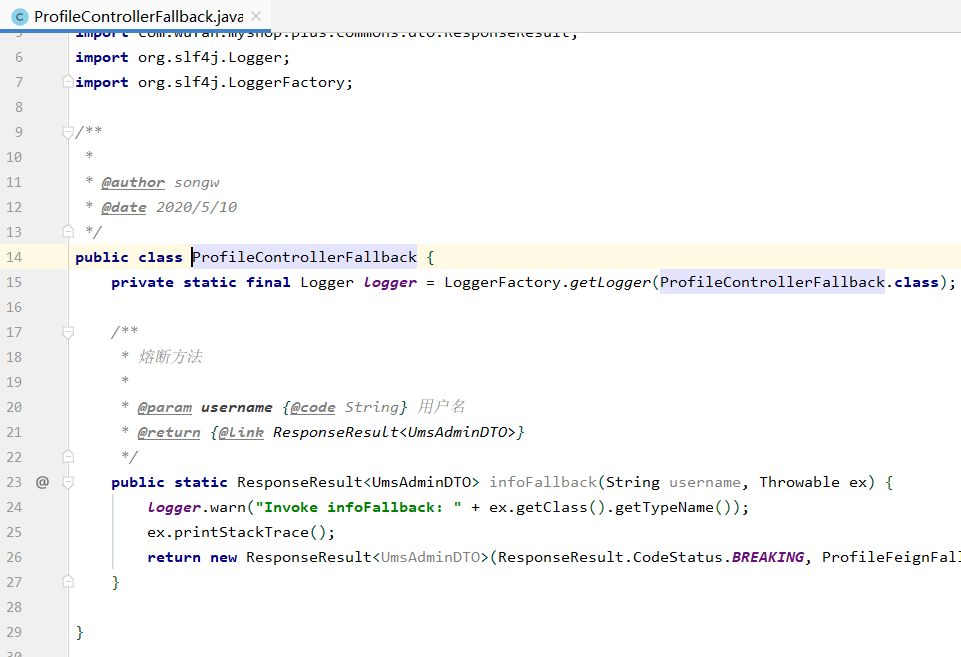 ProfileControllerFallback.java
5 import com.wuran.myshop.plus.commons.dto.ResponseResult;
6 import org.slf4j.Logger;
7 import org.slf4j.LoggerFactory;
8
9 /**
10 *
11 * @author songw
12 * @date 2020/5/10
13 */
14 public class ProfileControllerFallback {
15 private static final Logger logger = LoggerFactory.getLogger(ProfileControllerFallback.class);
16
17 /**
18 * 熔断方法
19 *
20 * @param username {@code String} 用户名
21 * @return {@link ResponseResult<UmsAdminDTO>}
22 */
23 @ public static ResponseResult<UmsAdminDTO> infoFallback(String username, Throwable ex) {
24 logger.warn("Invoke infoFallback: " + ex.getClass().getTypeName());
25 ex.printStackTrace();
26 return new ResponseResult<UmsAdminDTO>(ResponseResult.CodeStatus.BREAKING, ProfileFeignFall
27 }
28
29 }
30